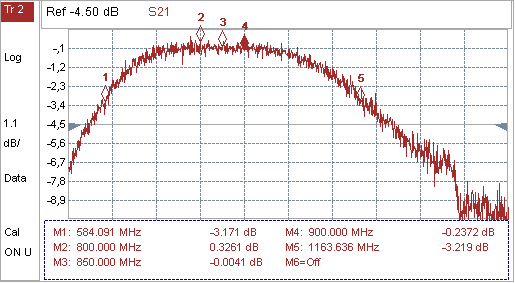 Tr 2
Ref -4.50 dB S21
2 3 4
Log
-,1
-1,2
1
5
-2,3
-3,4
1.1
-4,5
dB/
-5,6
-6,7
Data
-7,8
-8,9
Cal
M1: 584.091 MHz -3.171 dB M4: 900.000 MHz -0.2372 dB
ON U
M2: 800.000 MHz 0.3261 dB M5: 1163.636 MHz -3.219 dB
M3: 850.000 MHz -0.0041 dB M6=Off